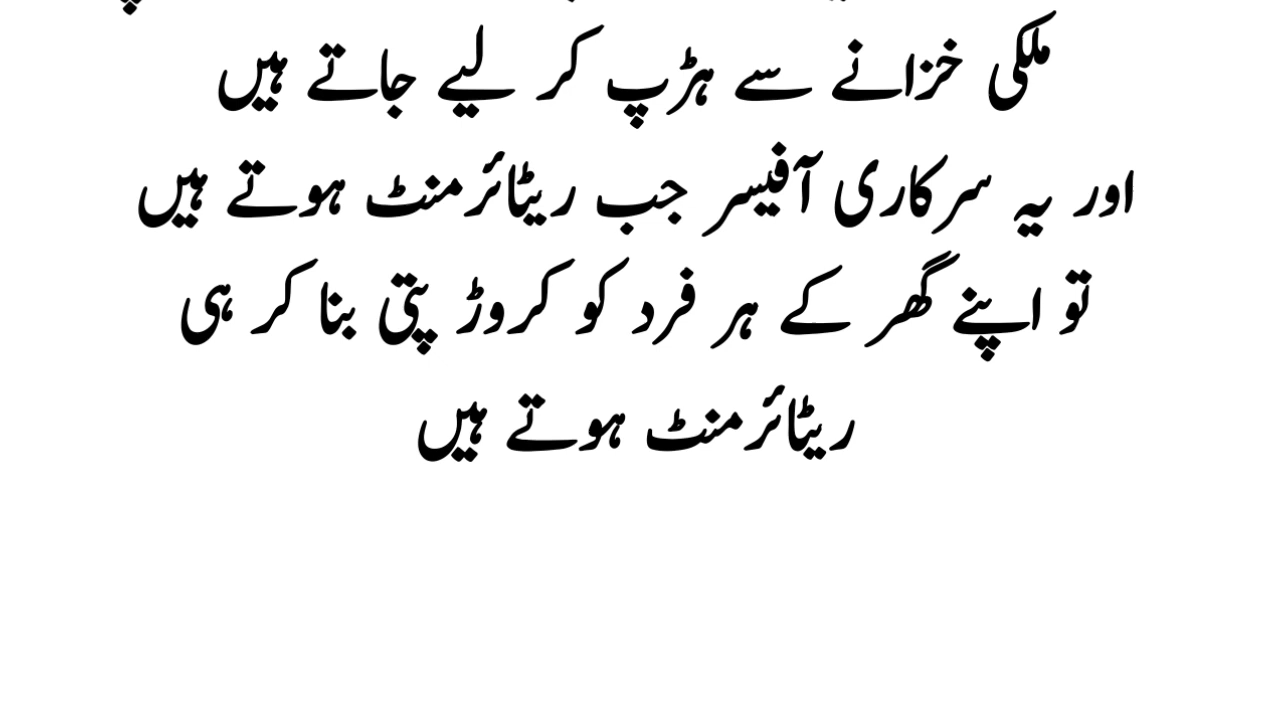 ملکی خزانے سے ہڑپ کر لیے جاتے ہیں
اور یہ سرکاری آفیسر جب ریٹائرمنٹ ہوتے ہیں
تو اپنے گھر کے ہر فرد کو کروڑ پتی بنا کر ہی
ریٹائرمنٹ ہوتے ہیں